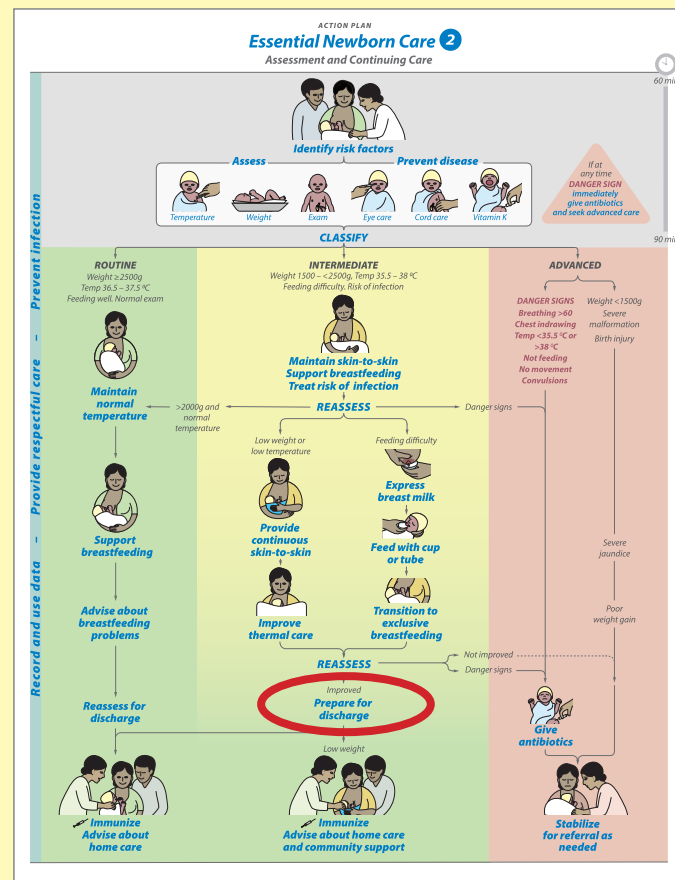 ACTION PLAN
Essential Newborn Care 2
Assessment and Continuing Care
60 min
Identify risk factors
Assess
Prevent disease
Temperature
Weight
Exam
Eye care
Cord care
Vitamin K
If at
any time
DANGER SIGN
immediately
give antibiotics
and seek advanced care
CLASSIFY
90 min
ROUTINE
Weight ≥2500g
Temp 36.5 – 37.5 ºC
Feeding well. Normal exam
INTERMEDIATE
Weight 1500 – <2500g, Temp 35.5 – 38 ºC
Feeding difficulty. Risk of infection
ADVANCED
DANGER SIGNS
Breathing >60
Chest indrawing
Temp <35.5 ºC or
>38 ºC
Not feeding
No movement
Convulsions
Weight <1500g
Severe
malformation
Birth injury
Maintain
normal
temperature
Maintain skin-to-skin
Support breastfeeding
Treat risk of infection
>2000g and
normal
temperature
REASSESS
Danger signs
Low weight or
low temperature
Feeding difficulty
Support
breastfeeding
Provide
continuous
skin-to-skin
Express
breast milk
Feed with cup
or tube
Severe
jaundice
Advise about
breastfeeding
problems
Improve
thermal care
Transition to
exclusive
breastfeeding
Poor
weight gain
REASSESS
Not improved
Danger signs
Reassess for
discharge
Improved
Prepare for
discharge
Give
antibiotics
Low weight
Immunize
Advise about
home care
Immunize
Advise about home care
and community support
Stabilize
for referral as
needed
Record and use data – Provide respectful care – Prevent infection